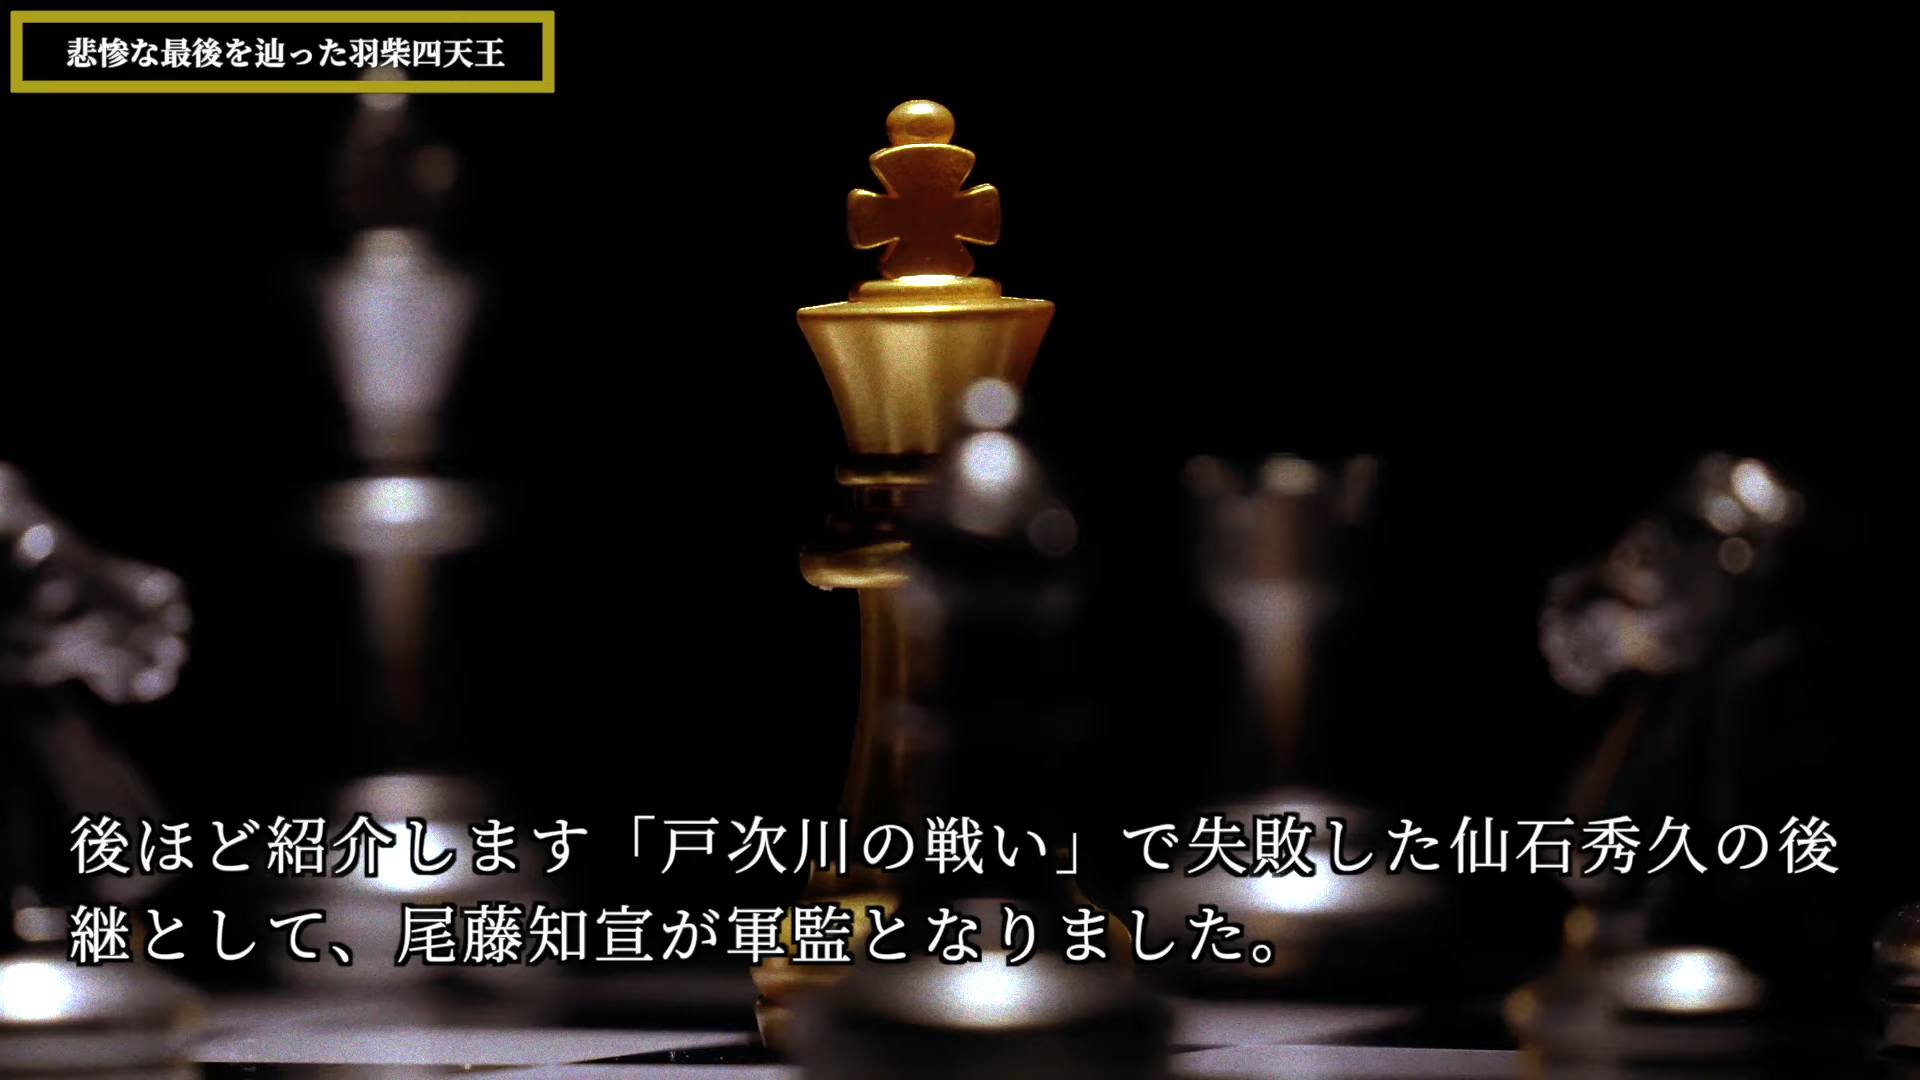 悲惨な最後を辿った羽柴四天王
後ほど紹介します「戸次川の戦い」で失敗した仙石秀久の後
継として、尾藤知宣が軍監となりました。